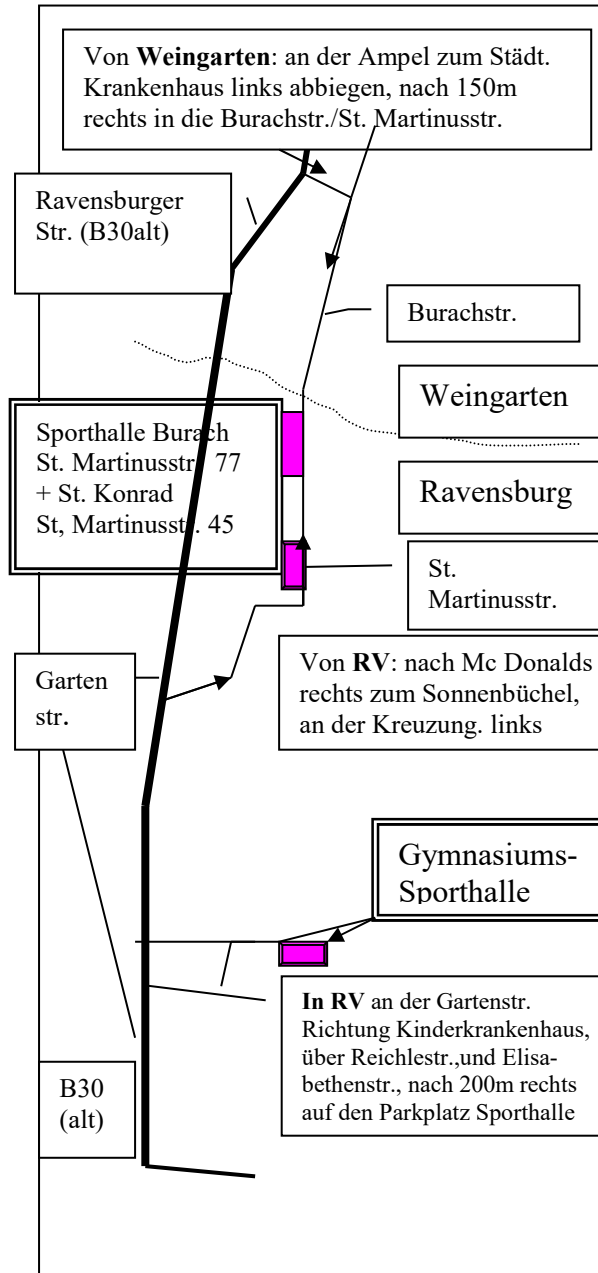 Von Weingarten: an der Ampel zum Städt.
Krankenhaus links abbiegen, nach 150m
rechts in die Burachstr./St. Martinusstr.
Ravensburger
Str. (B30alt)
Burachstr.
Weingarten
Sporthalle Burach
St. Martinusstr. 77
+ St. Konrad
St, Martinusstr. 45
Ravensburg
St.
Martinusstr.
Von RV: nach Mc Donalds
rechts zum Sonnenbüchel,
an der Kreuzung. links
Garten
str.
Gymnasiums-
Sporthalle
In RV an der Gartenstr.
Richtung Kinderkrankenhaus,
über Reichlestr.,und Elisa-
bethenstr., nach 200m rechts
auf den Parkplatz Sporthalle
B30
(alt)